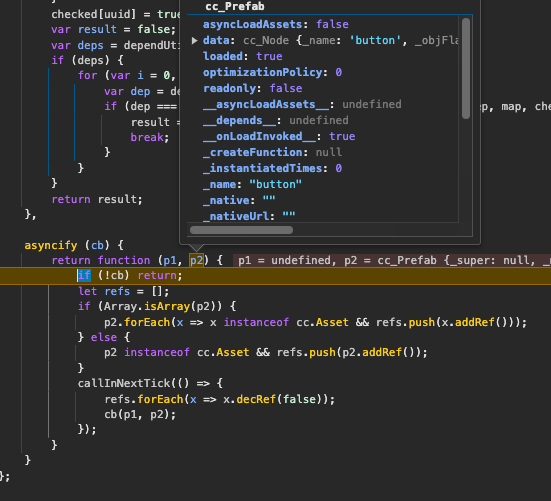 cc_Prefab
asyncLoadAssets: false
▶ data: cc_Node {_name: 'button', _objFla
loaded: true
optimizationPolicy: 0
readonly: false
__asyncLoadAssets__: undefined
__depends__: undefined
__onLoadInvoked__: true
_createFunction: null
_instantiatedTimes: 0
_name: "button"
_native: ""
_nativeUrl: ""
}
checked[uuid] = true
var result = false;
var deps = dependUti
if (deps) {
for (var i = 0,
var dep = de
if (dep === ep, map, che
result =
break;
}
}
}
return result;
},
asyncify (cb) {
return function (p1, p2) { p1 = undefined, p2 = cc_Prefab {_super: null, _
if (!cb) return;
let refs = [];
if (Array.isArray(p2)) {
p2.forEach(x => x instanceof cc.Asset && refs.push(x.addRef()));
} else {
p2 instanceof cc.Asset && refs.push(p2.addRef());
}
callInNextTick(() => {
refs.forEach(x => x.decRef(false));
cb(p1, p2);
});
}
}
};